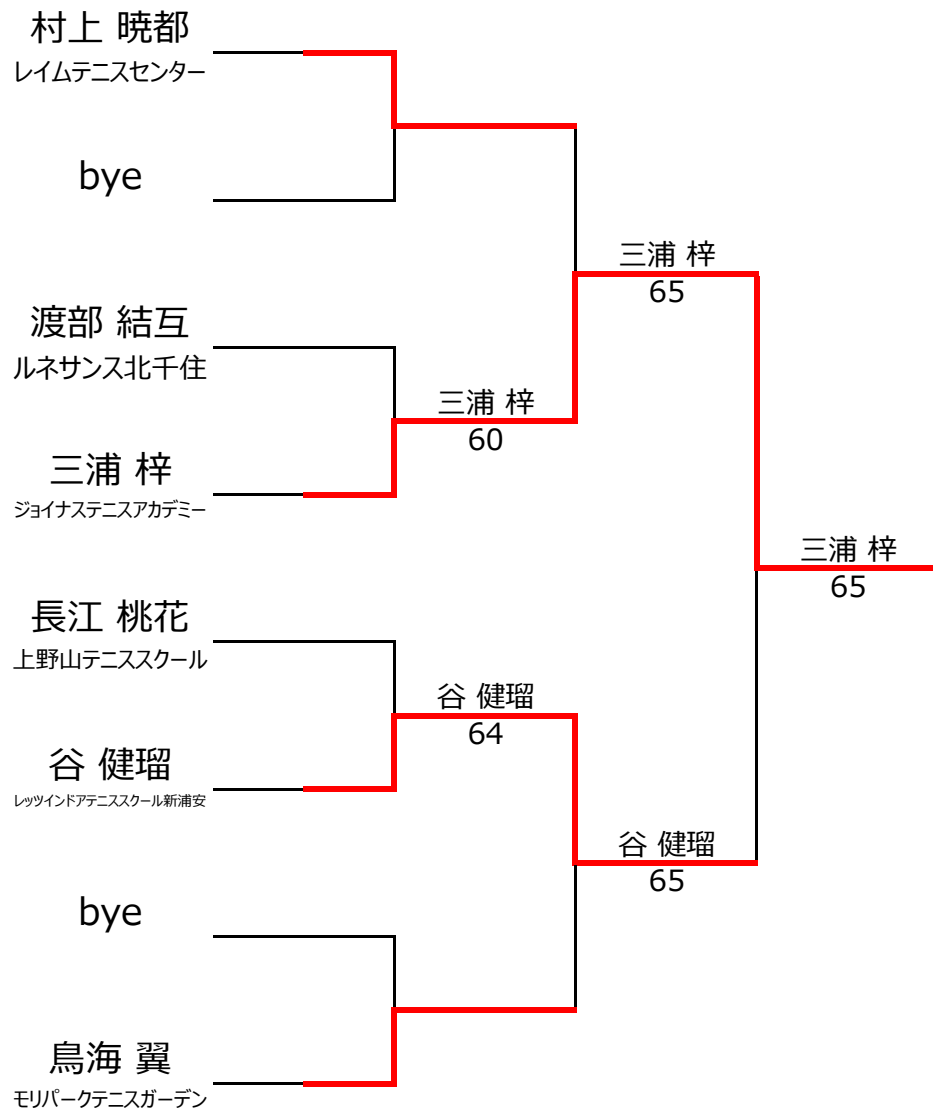 村上 暁都
レイムテニスセンター
bye
渡部 結互
ルネサンス北千住
三浦 梓
ジョイナステニスアカデミー
長江 桃花
上野山テニススクール
谷 健瑠
レッツインドアテニススクール新浦安
bye
鳥海 翼
モリパークテニスガーデン
三浦 梓
60
谷 健瑠
64
三浦 梓
65
谷 健瑠
65
三浦 梓
65